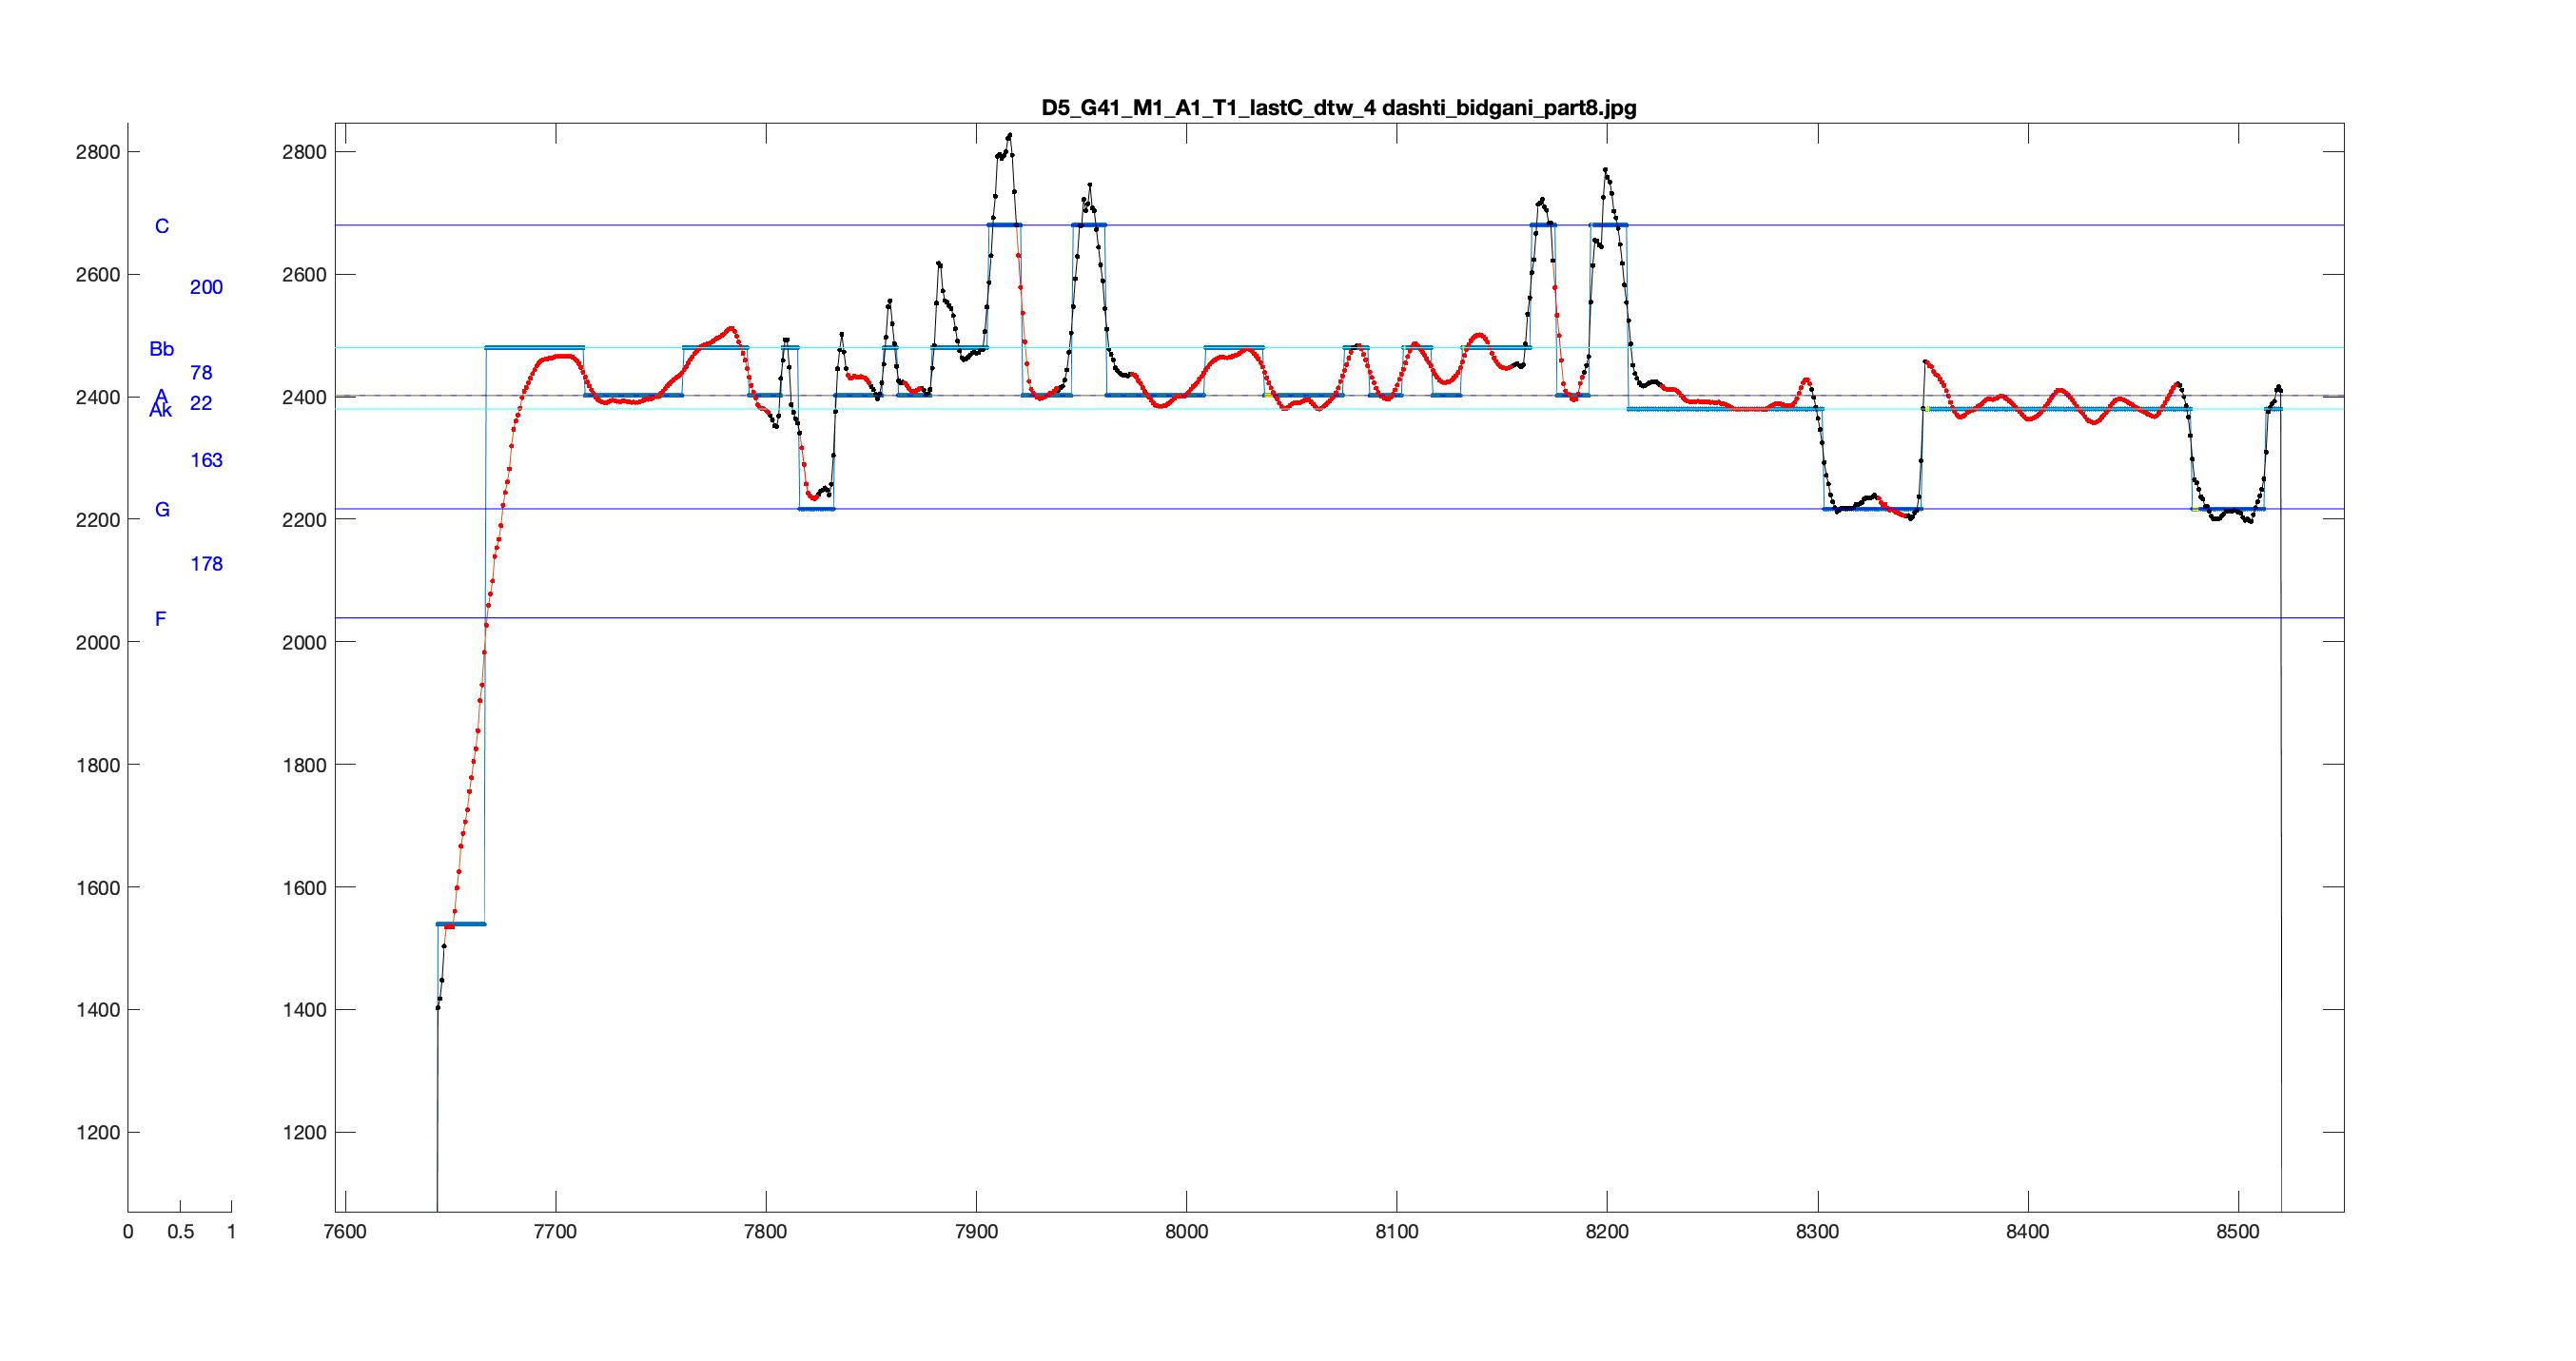 D5_G41_M1_A1_T1_lastC_dtw_4 dashti_bidgani_part8.jpg
2800 2800
C
2600 200 2600
Bb
78
2400 A 22 2400
Ak
163
2200 G 2200
178
2000 F 2000
1800 1800
1600 1600
1400 1400
1200 1200
0 0.5 1 7600 7700 7800 7900 8000 8100 8200 8300 8400 8500